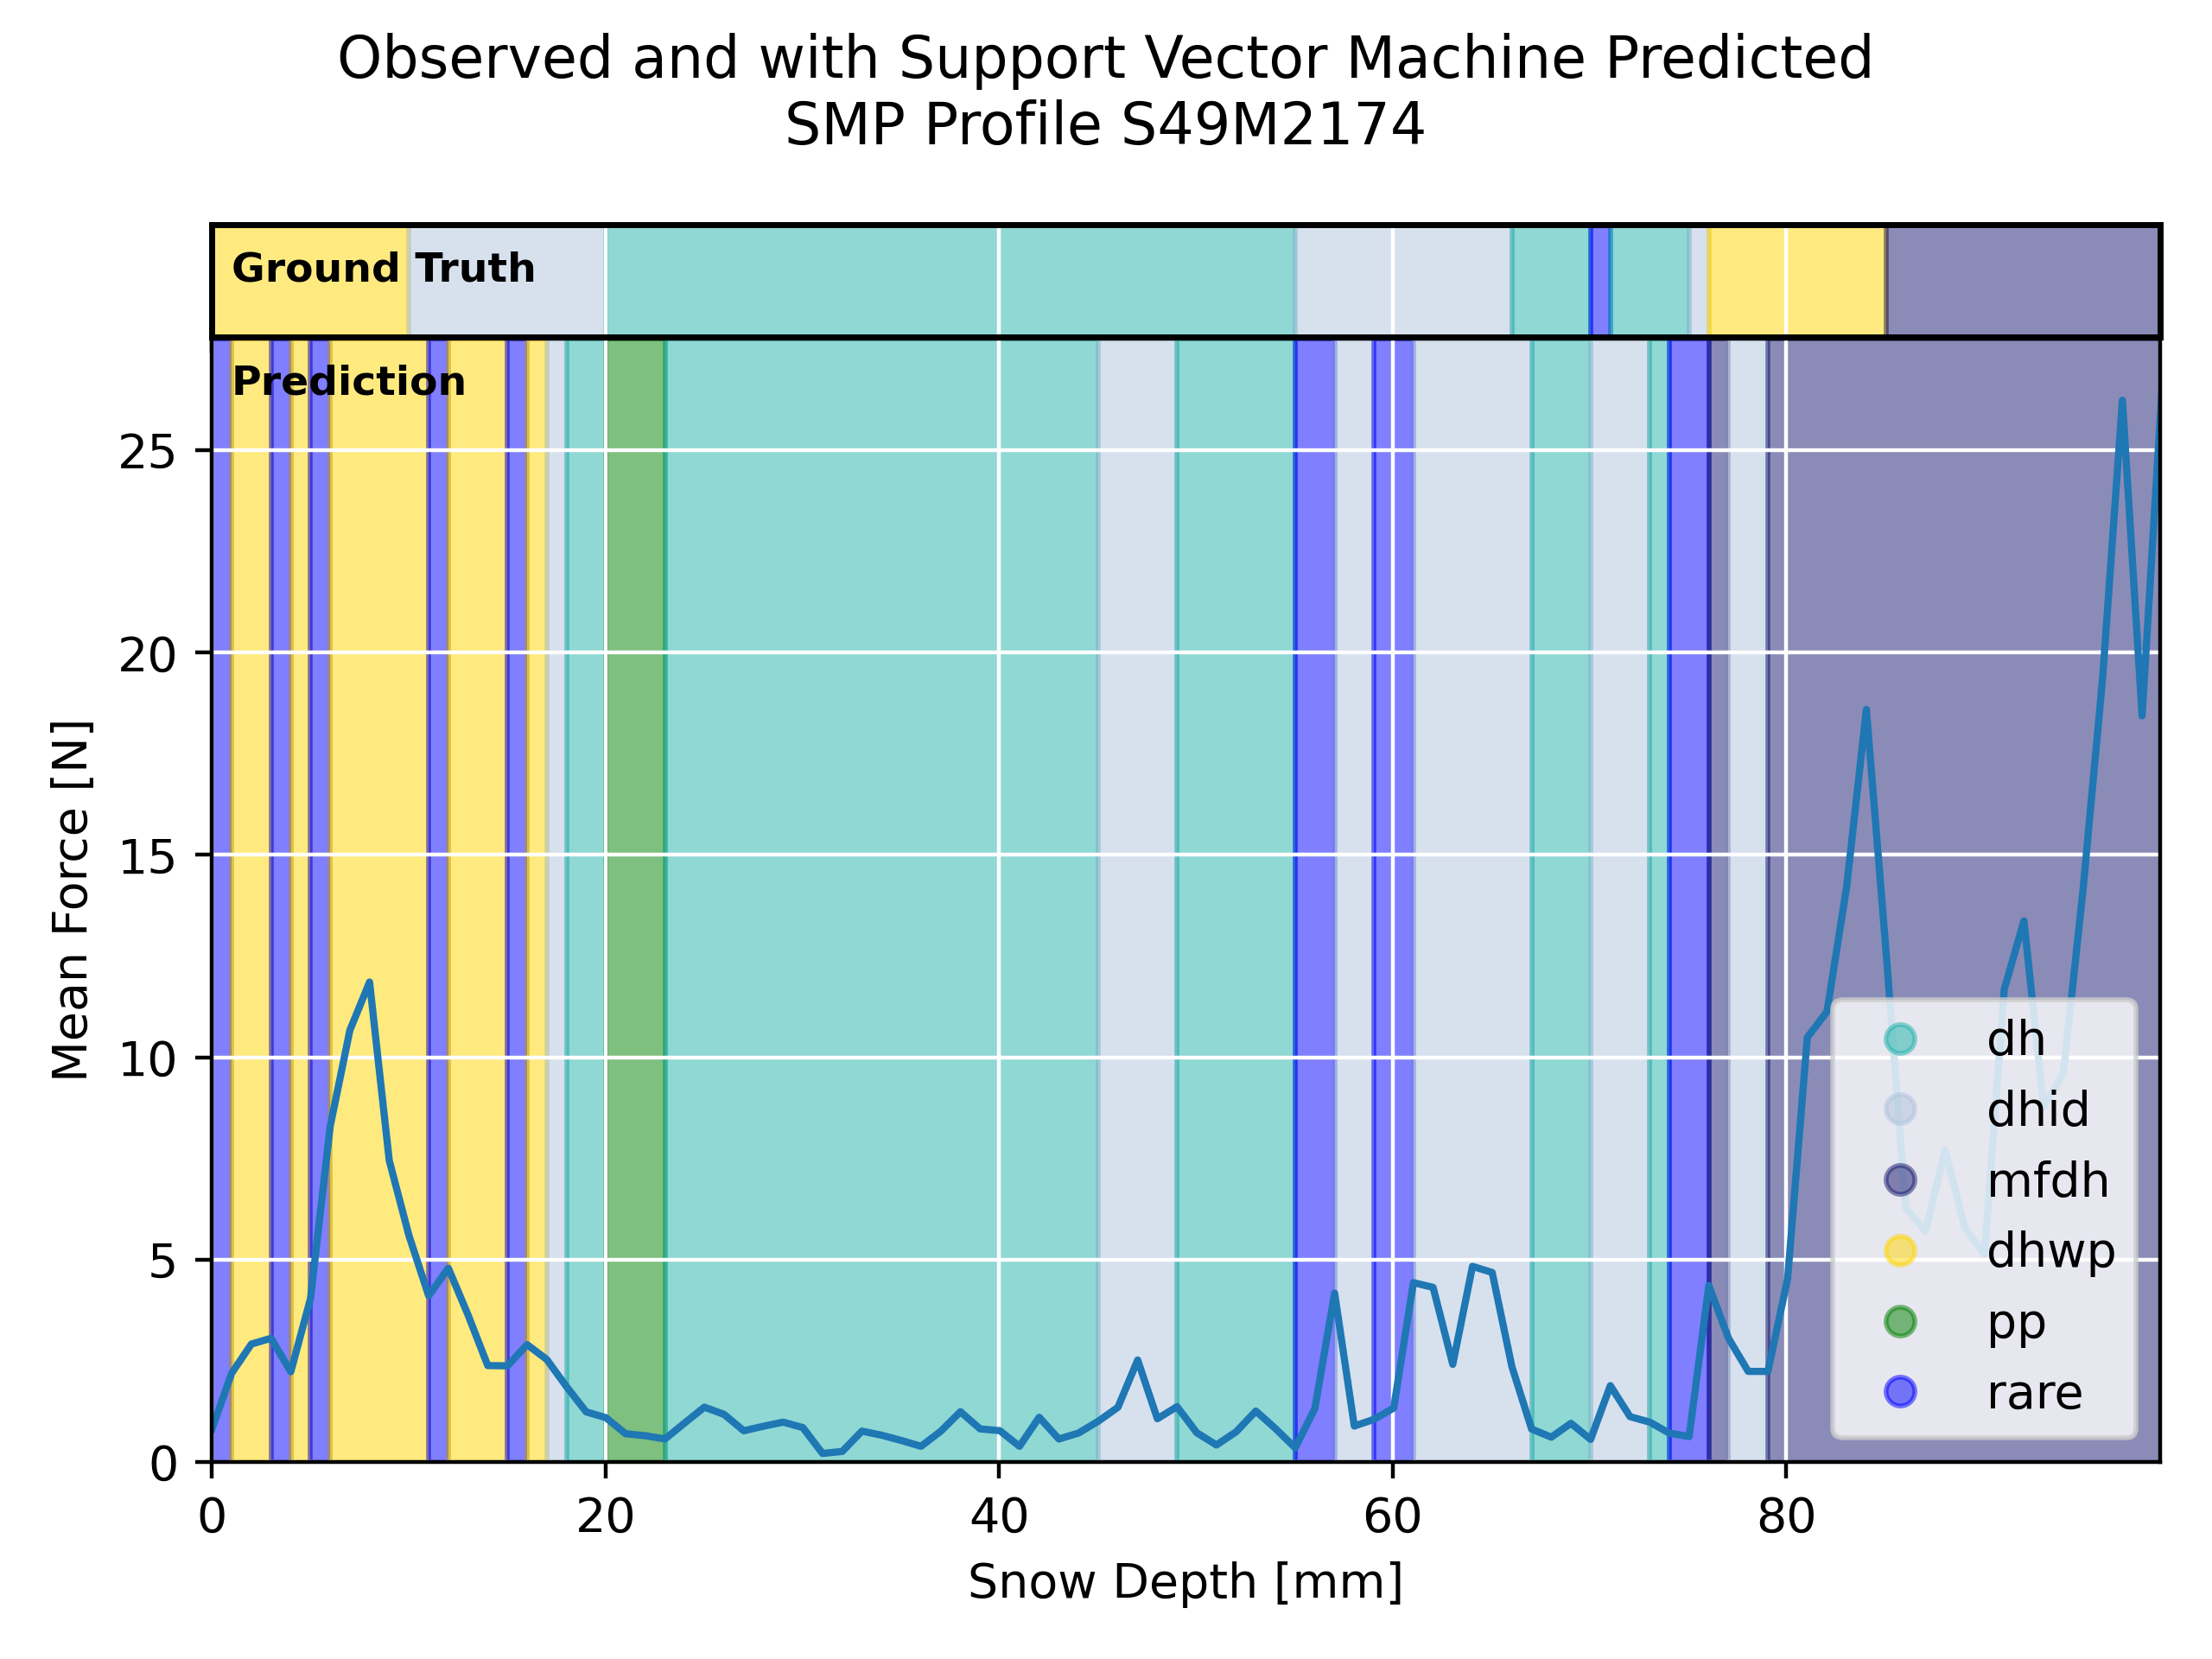 Observed and with Support Vector Machine Predicted
SMP Profile S49M2174
Ground Truth
Prediction
25
20
15
10
5
0
Mean Force [N]
0 20 40 60 80
Snow Depth [mm]
dh
dhid
mfdh
dhwp
pp
rare